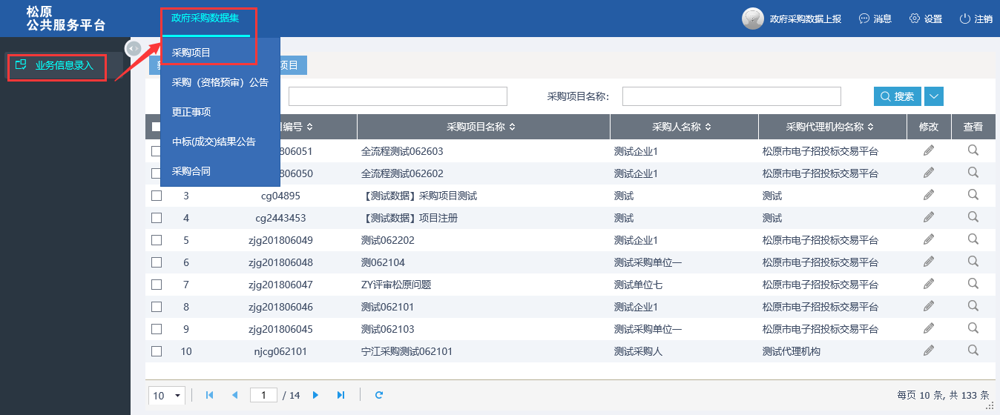 松原
公共服务平台
政府采购数据集
政府采购数据上报
消息
设置
注销
业务信息录入
采购项目
采购（资格预审）公告
更正事项
中标(成交)结果公告
采购合同
项目
采购项目名称:
搜索
编号 采购项目名称 采购人名称 采购代理机构名称 修改 查看
806051 全流程测试062603 测试企业1 松原市电子招投标交易平台
806050 全流程测试062602 测试企业1 松原市电子招投标交易平台
3 cg04895 【测试数据】采购项目测试 测试 测试
4 cg2443453 【测试数据】项目注册 测试 测试
5 zjg201806049 测试062202 测试企业1 松原市电子招投标交易平台
6 zjg201806048 测062104 测试采购单位一 松原市电子招投标交易平台
7 zjg201806047 ZY评审松原问题 测试单位七 松原市电子招投标交易平台
8 zjg201806046 测试062101 测试企业1 松原市电子招投标交易平台
9 zjg201806045 测试062103 测试采购单位一 松原市电子招投标交易平台
10 njcg062101 宁江采购测试062101 测试采购人 测试代理机构
10 1 / 14 每页 10 条, 共 133 条